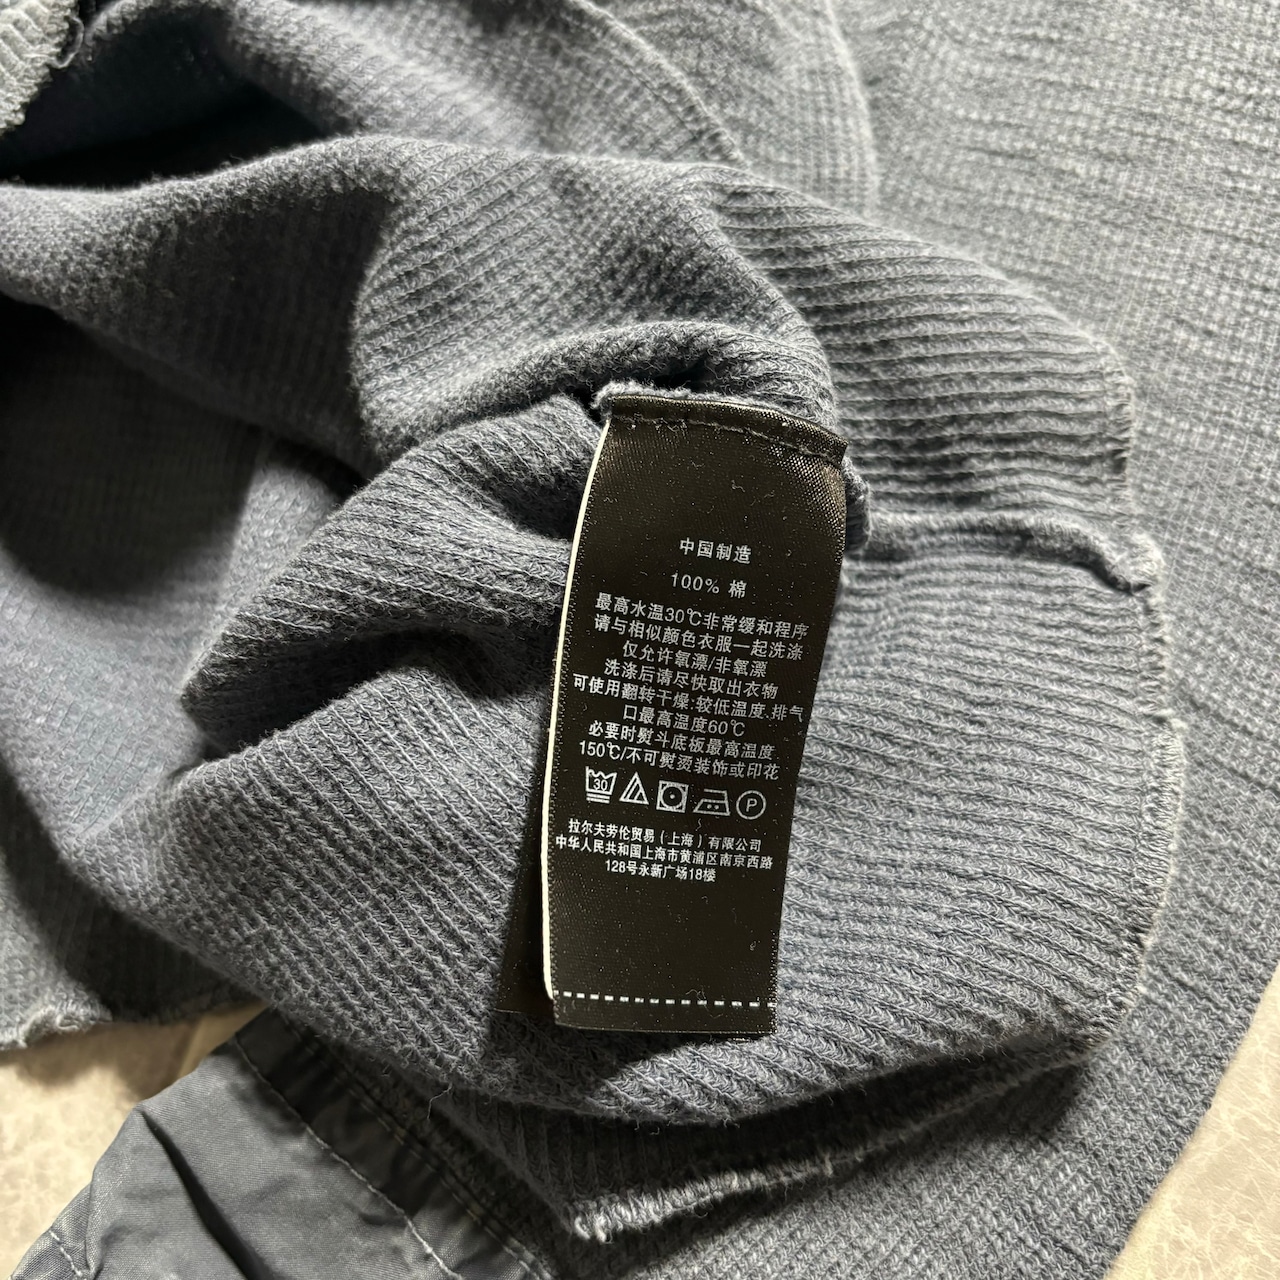 中国制造
100% 棉
最高水温30℃非常缓和程序
请与相似颜色衣服一起洗涤
仅允许氧漂/非氯漂
洗涤后请尽快取出衣物
可使用翻转干燥:较低温度、排气
口最高温度60℃
必要时熨斗底板最高温度
150℃/不可熨烫装饰或印花
30
P
拉尔夫劳伦贸易(上海)有限公司
中华人民共和国上海市黄浦区南京西路
128号永新广场18楼